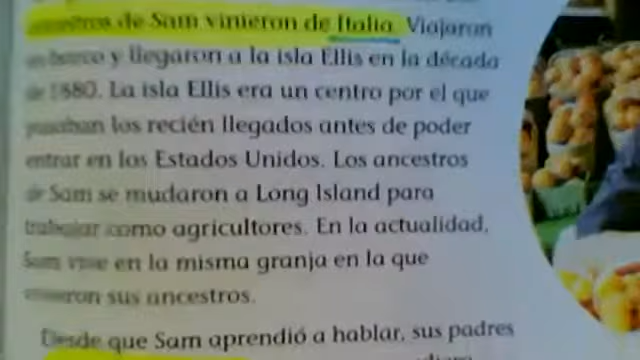 ancestros de Sam vinieron de Italia. Viajaron
en barco y llegaron a la isla Ellis en la década
de 1880. La isla Ellis era un centro por el que
pasaban los recién llegados antes de poder
entrar en los Estados Unidos. Los ancestros
de Sam se mudaron a Long Island para
trabajar como agricultores. En la actualidad,
Sam vive en la misma granja en la que
vivieron sus ancestros.
Desde que Sam aprendió a hablar, sus padres